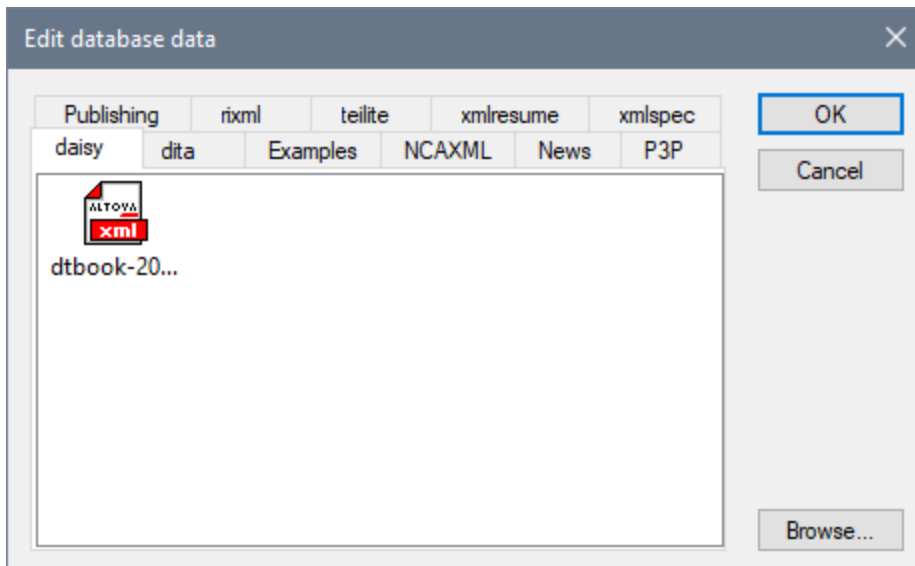 Edit database data
Publishing rixml teilite xmlresume xmlspec
daisy dita Examples NCAXML News P3P
OK
Cancel
ALTOVA
xml
dtbook-20...
Browse...